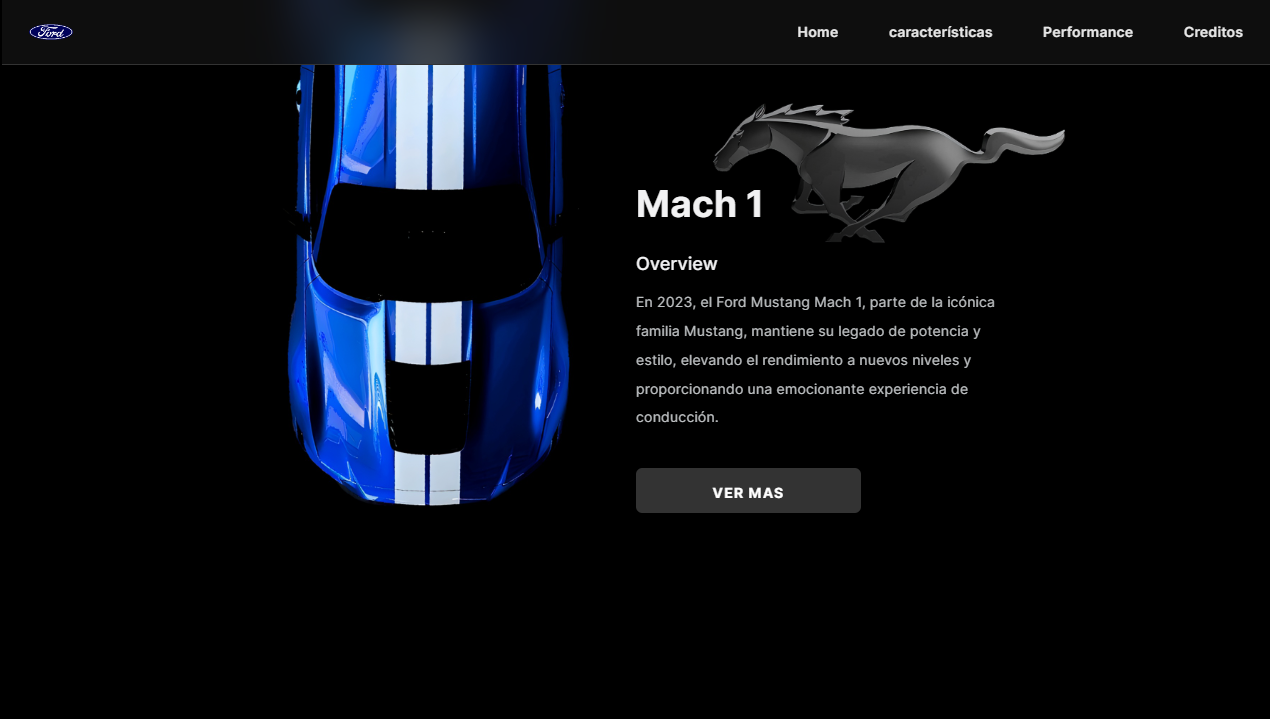 Ford
Home
características
Performance
Creditos
Mach 1
Overview
En 2023, el Ford Mustang Mach 1, parte de la icónica
familia Mustang, mantiene su legado de potencia y
estilo, elevando el rendimiento a nuevos niveles y
proporcionando una emocionante experiencia de
conducción.
VER MAS